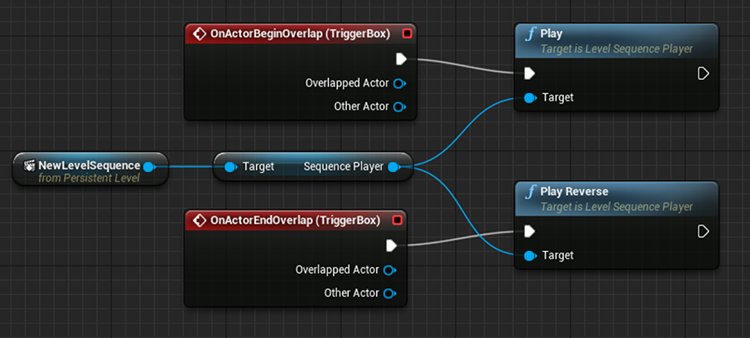 OnActorBeginOverlap (TriggerBox)
Overlapped Actor
Other Actor
f Play
Target is Level Sequence Player
Target
NewLevelSequence
from Persistent Level
Target Sequence Player
OnActorEndOverlap (TriggerBox)
Overlapped Actor
Other Actor
f Play Reverse
Target is Level Sequence Player
Target